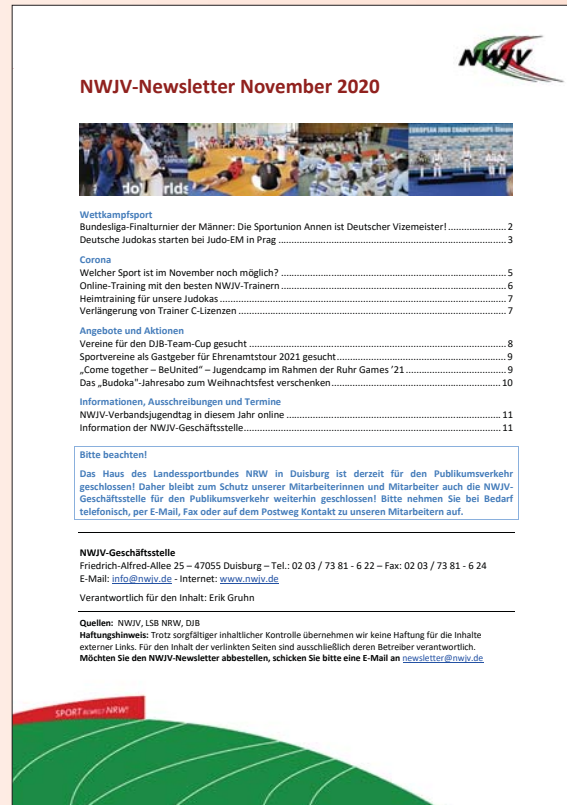 NWJV
NWJV-Newsletter November 2020
EUROPEAN JUDO CHAMPIONSHIPS
Wettkampfsport
Bundesliga-Finalturnier der Männer: Die Sportunion Annen ist Deutscher Vizemeister! ...................... 2
Deutsche Judokas starten bei Judo-EM in Prag ...................... 3
Corona
Welcher Sport ist im November noch möglich? ...................... 5
Online-Training mit den besten NWJV-Trainern ...................... 6
Heimtraining für unsere Judokas ...................... 7
Verlängerung von Trainer C-Lizenzen ...................... 7
Angebote und Aktionen
Vereine für den DJB-Team-Cup gesucht ...................... 8
Sportvereine als Gastgeber für Ehrenamtstour 2021 gesucht ...................... 9
„Come together – BeUnited“ – Jugendcamp im Rahmen der Ruhr Games ’21 ...................... 9
Das „Budoka"-Jahresabo zum Weihnachtsfest verschenken ...................... 10
Informationen, Ausschreibungen und Termine
NWJV-Verbandsjugendtag in diesem Jahr online ...................... 11
Information der NWJV-Geschäftsstelle ...................... 11
Bitte beachten!
Das Haus des Landessportbundes NRW in Duisburg ist derzeit für den Publikumsverkehr
geschlossen! Daher bleibt zum Schutz unserer Mitarbeiterinnen und Mitarbeiter auch die NWJV-
Geschäftsstelle für den Publikumsverkehr weiterhin geschlossen! Bitte nehmen Sie bei Bedarf
telefonisch, per E-Mail, Fax oder auf dem Postweg Kontakt zu unseren Mitarbeitern auf.
NWJV-Geschäftsstelle
Friedrich-Alfred-Allee 25 – 47055 Duisburg – Tel.: 02 03 / 73 81 - 6 22 – Fax: 02 03 / 73 81 - 6 24
E-Mail: info@nwjv.de - Internet: www.nwjv.de
Verantwortlich für den Inhalt: Erik Gruhn
Quellen: NWJV, LSB NRW, DJB
Haftungshinweis: Trotz sorgfältiger inhaltlicher Kontrolle übernehmen wir keine Haftung für die Inhalte
externer Links. Für den Inhalt der verlinkten Seiten sind ausschließlich deren Betreiber verantwortlich.
Möchten Sie den NWJV-Newsletter abbestellen, schicken Sie bitte eine E-Mail an newsletter@nwjv.de
SPORT BEWEGT NRW!